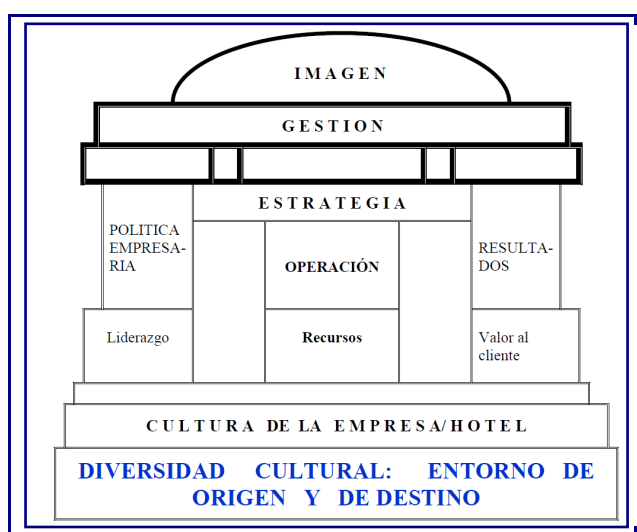 IMAGEN
GESTION
ESTRATEGIA
POLITICA
EMPRESA-
RIA
OPERACIÓN
RESULTA-
DOS
Liderazgo
Recursos
Valor al
cliente
CULTURA DE LA EMPRESA/HOTEL
DIVERSIDAD CULTURAL: ENTORNO DE
ORIGEN Y DE DESTINO